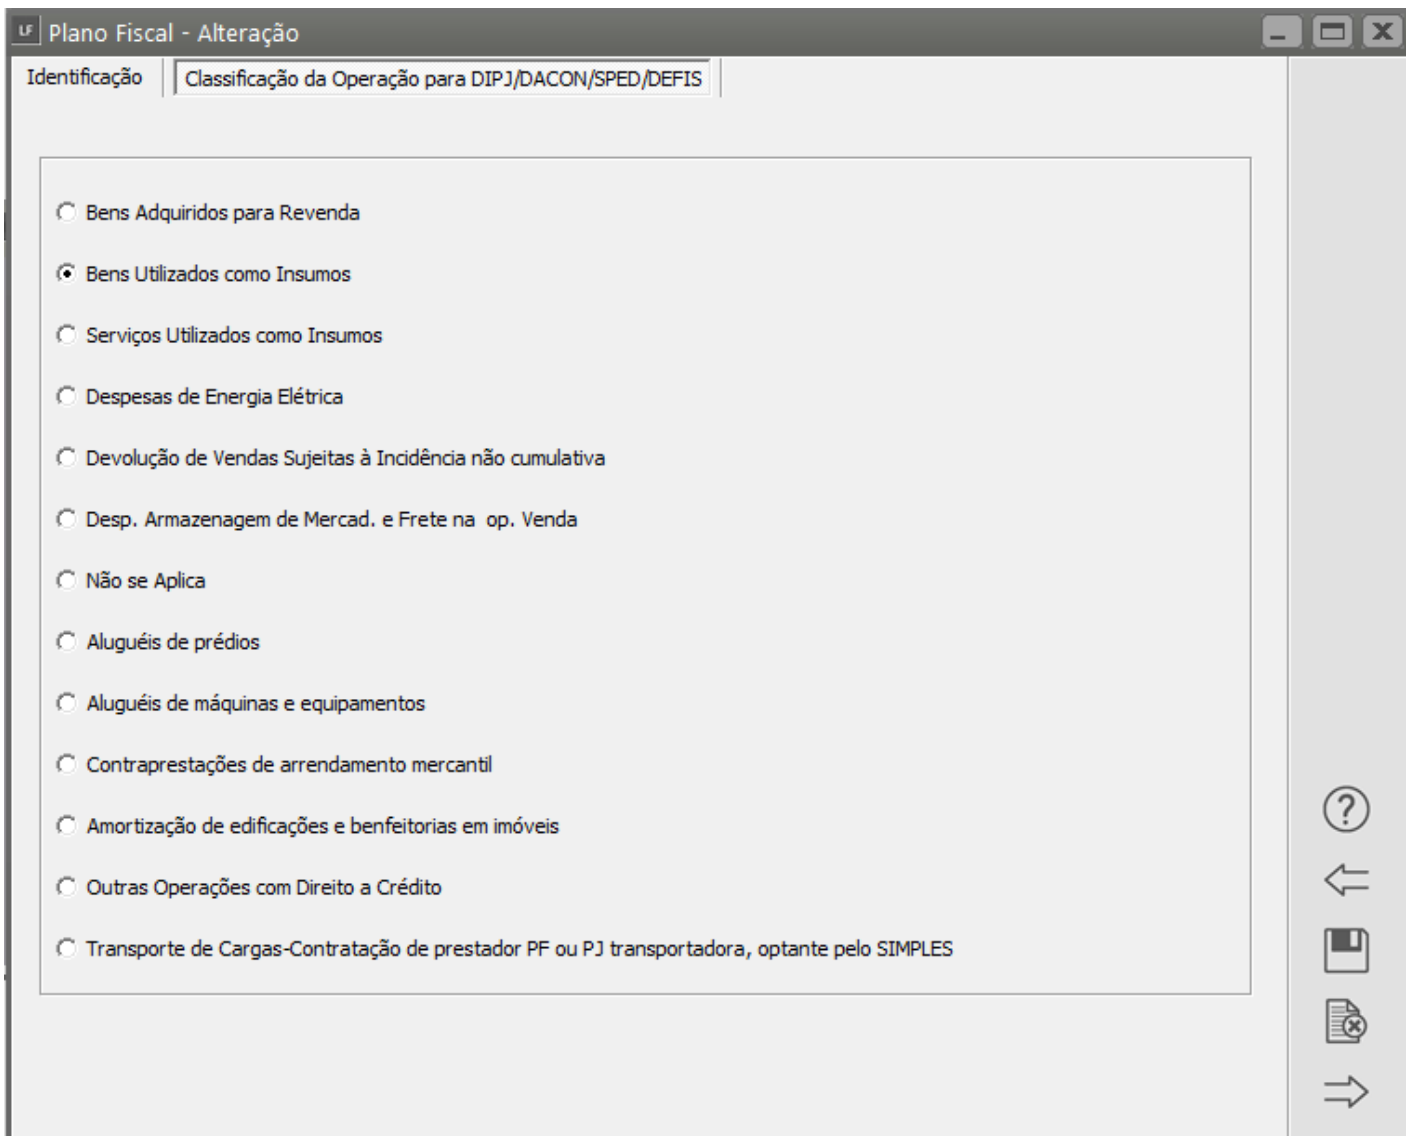 LF Plano Fiscal - Alteração
Identificação Classificação da Operação para DIPJ/DACON/SPED/DEFIS
Bens Adquiridos para Revenda
Bens Utilizados como Insumos
Serviços Utilizados como Insumos
Despesas de Energia Elétrica
Devolução de Vendas Sujeitas à Incidência não cumulativa
Desp. Armazenagem de Mercad. e Frete na  op. Venda
Não se Aplica
Aluguéis de prédios
Aluguéis de máquinas e equipamentos
Contraprestações de arrendamento mercantil
Amortização de edificações e benfeitorias em imóveis
Outras Operações com Direito a Crédito
Transporte de Cargas-Contratação de prestador PF ou PJ transportadora, optante pelo SIMPLES